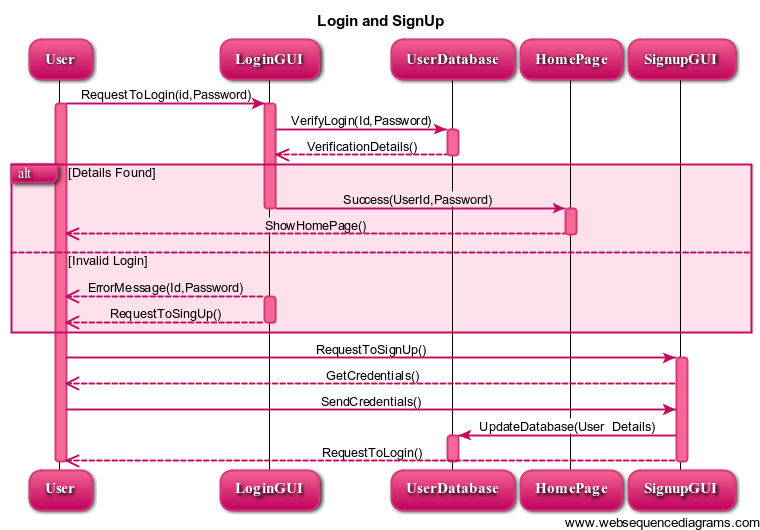 Login and SignUp
User
LoginGUI
UserDatabase
HomePage
SignupGUI
RequestToLogin(id,Password)
VerifyLogin(Id,Password)
VerificationDetails()
alt
[Details Found]
Success(UserId,Password)
ShowHomePage()
[Invalid Login]
ErrorMessage(Id,Password)
RequestToSingUp()
RequestToSignUp()
GetCredentials()
SendCredentials()
UpdateDatabase(User Details)
RequestToLogin()
User
LoginGUI
UserDatabase
HomePage
SignupGUI
www.websequencediagrams.com